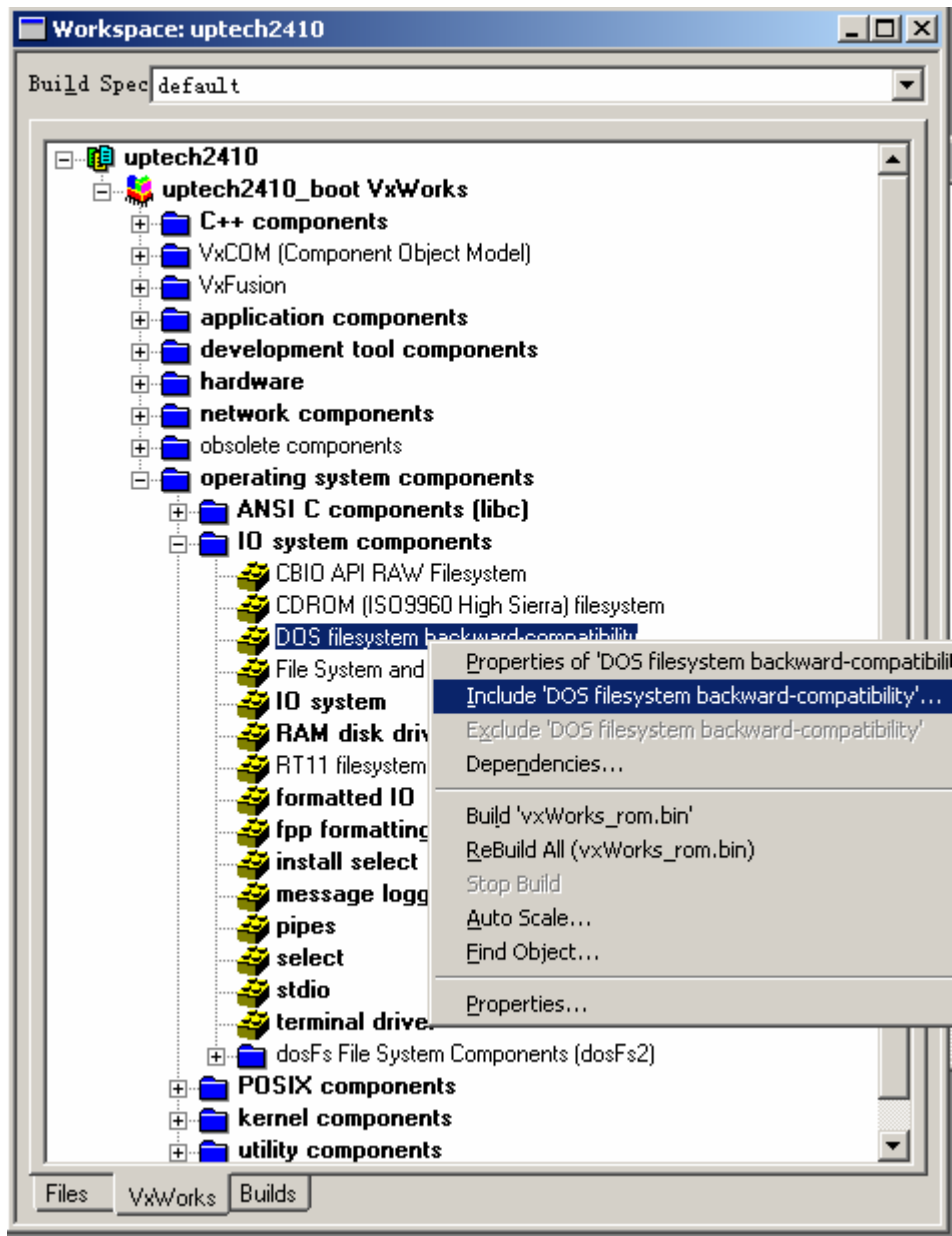 Workspace: uptech2410
Build Spec default
uptech2410
uptech2410_boot VxWorks
C++ components
VxCOM (Component Object Model)
VxFusion
application components
development tool components
hardware
network components
obsolete components
operating system components
ANSI C components (libc)
IO system components
CBIO API RAW Filesystem
CDROM (ISO9960 High Sierra) filesystem
DOS filesystem backward-compatibility
File System and
IO system
RAM disk driv
RT11 filesystem
formatted IO
fpp formatting
install select
message logg
pipes
select
stdio
terminal driver
dosFs File System Components (dosFs2)
POSIX components
kernel components
utility components
Properties of 'DOS filesystem backward-compatibilit
Include 'DOS filesystem backward-compatibility'...
Exclude 'DOS filesystem backward-compatibility'
Dependencies...
Build 'vxWorks_rom.bin'
ReBuild All (vxWorks_rom.bin)
Stop Build
Auto Scale...
Find Object...
Properties...
Files VxWorks Builds